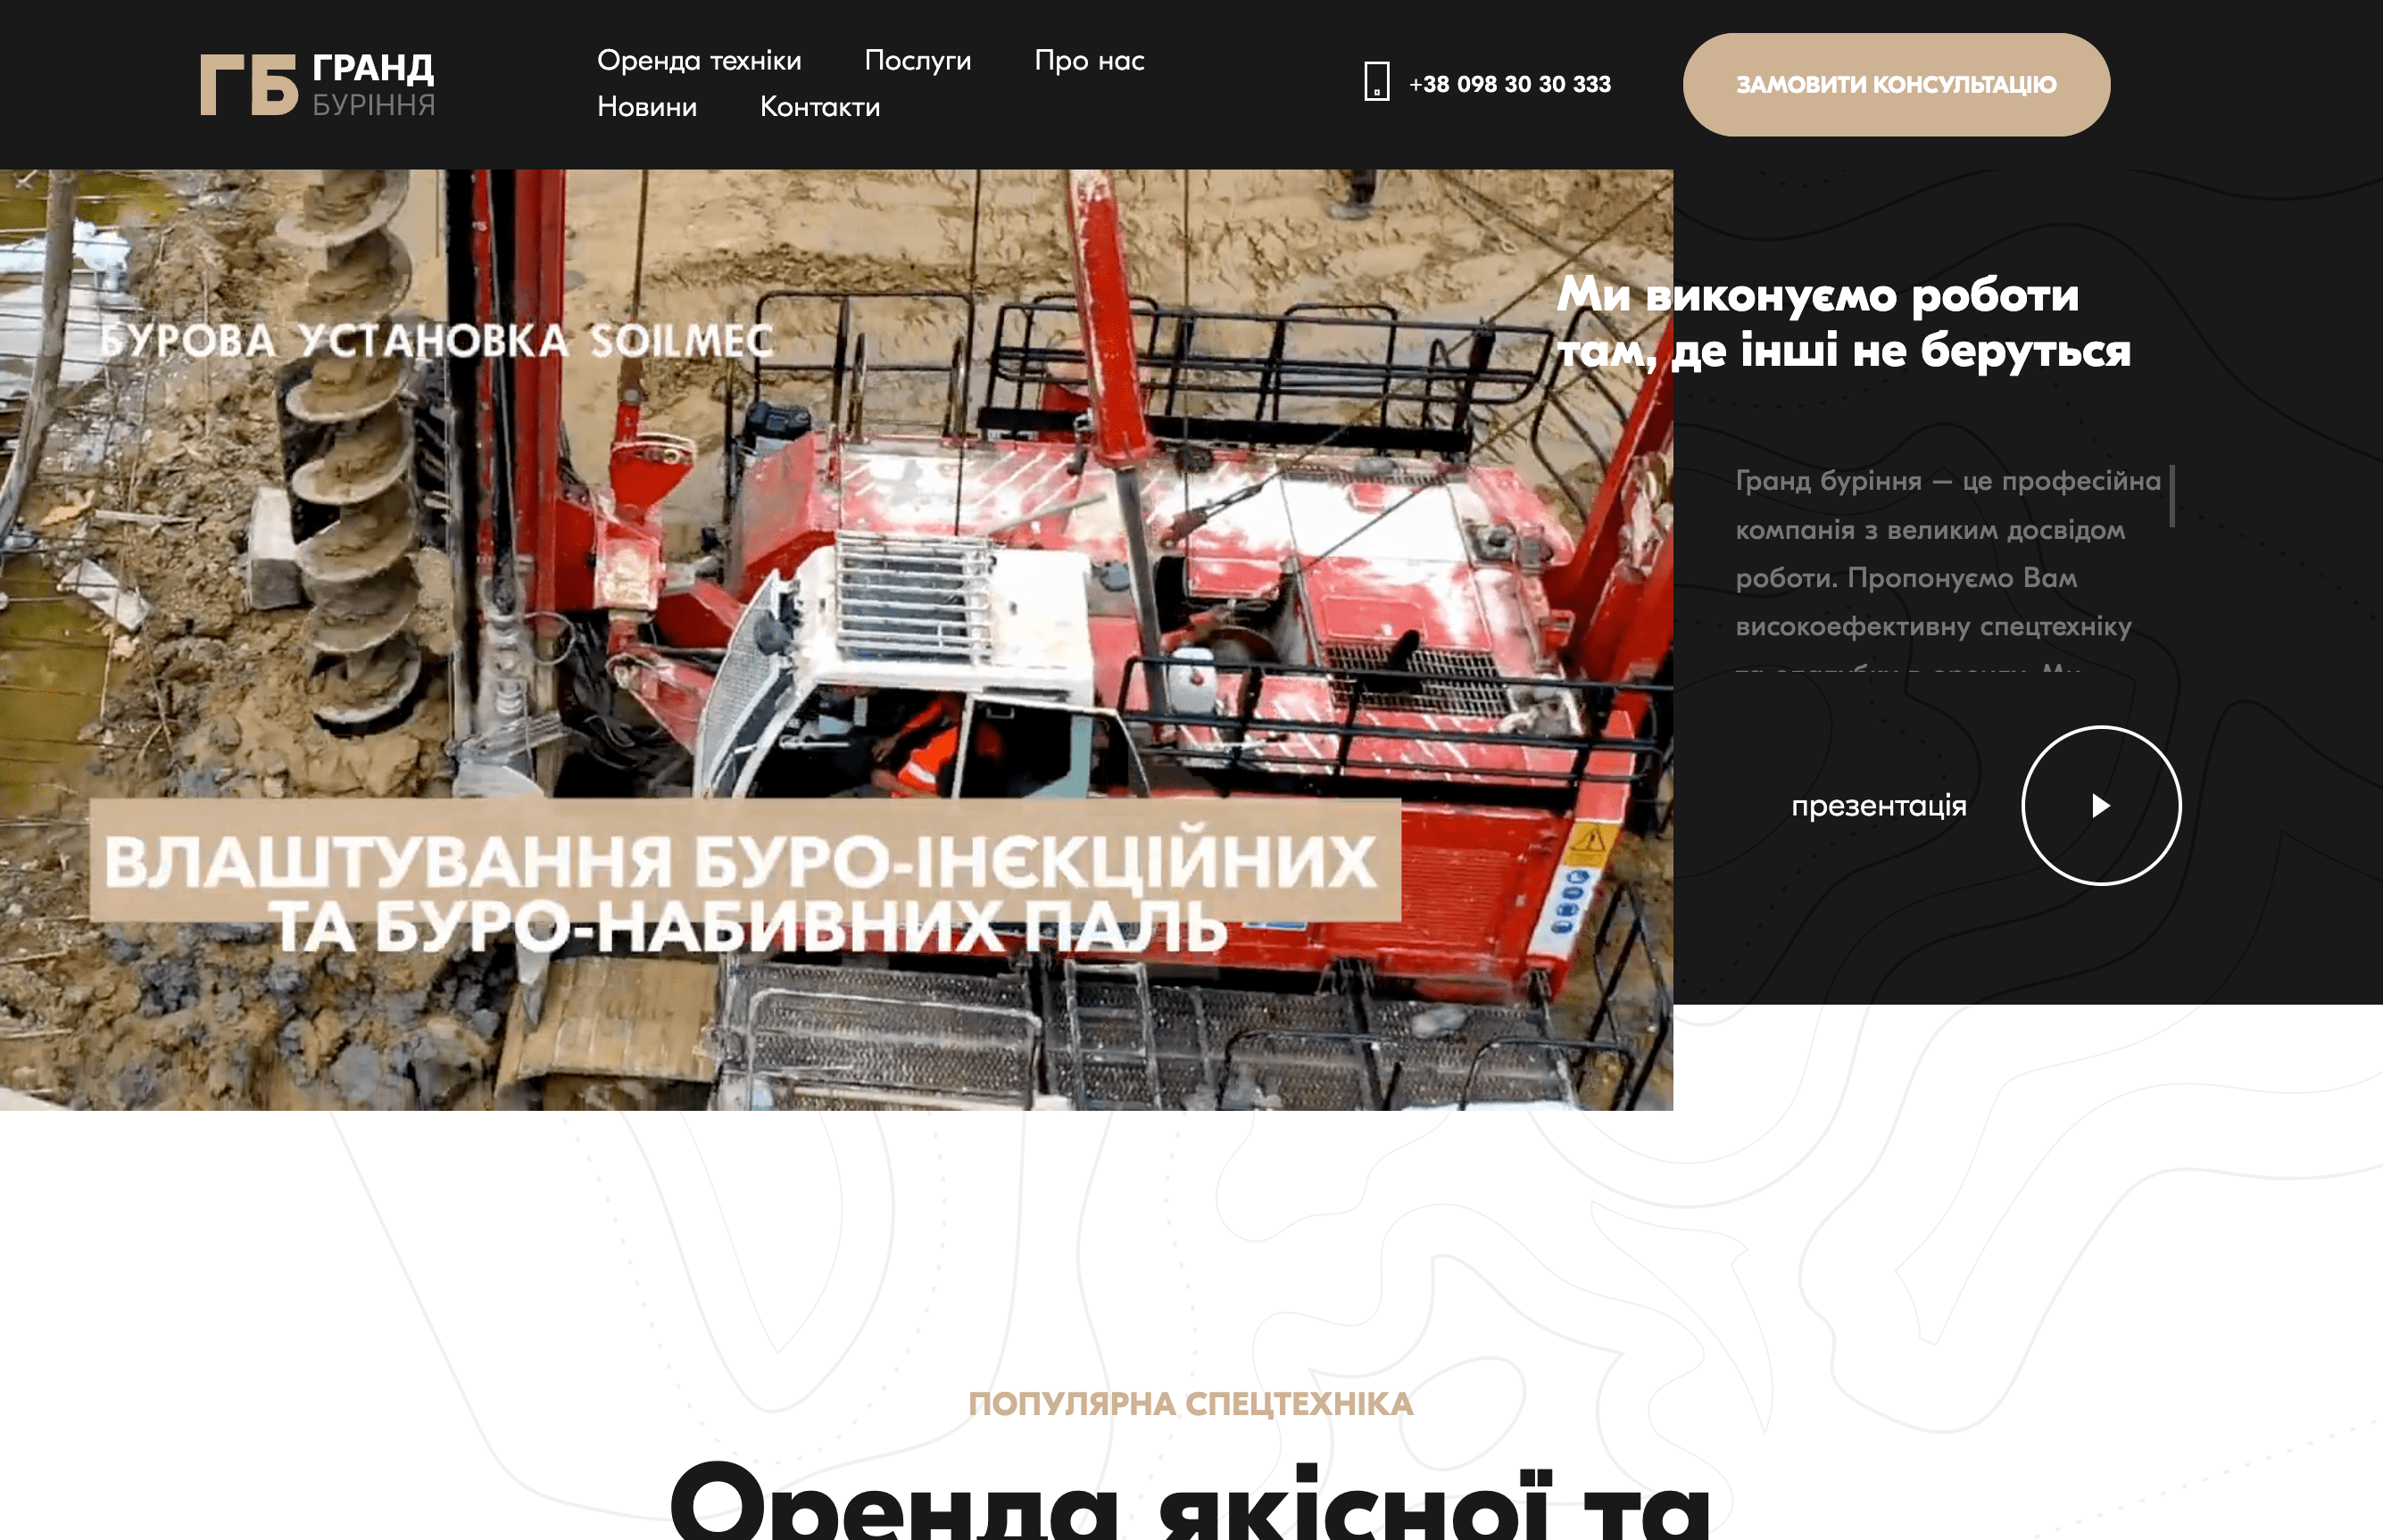 ГБ ГРАНД
БУРІННЯ
Оренда техніки Послуги Про нас
Новини Контакти
+38 098 30 30 333
ЗАМОВИТИ КОНСУЛЬТАЦІЮ
БУРОВА УСТАНОВКА SOILMEC
ВЛАШТУВАННЯ БУРО-ІНЄКЦІЙНИХ
ТА БУРО-НАБИВНИХ ПАЛЬ
Ми виконуємо роботи
там, де інші не беруться
Гранд буріння – це професійна
компанія з великим досвідом
роботи. Пропонуємо Вам
високоефективну спецтехніку
презентація
ПОПУЛЯРНА СПЕЦТЕХНІКА
Оренда якісної та